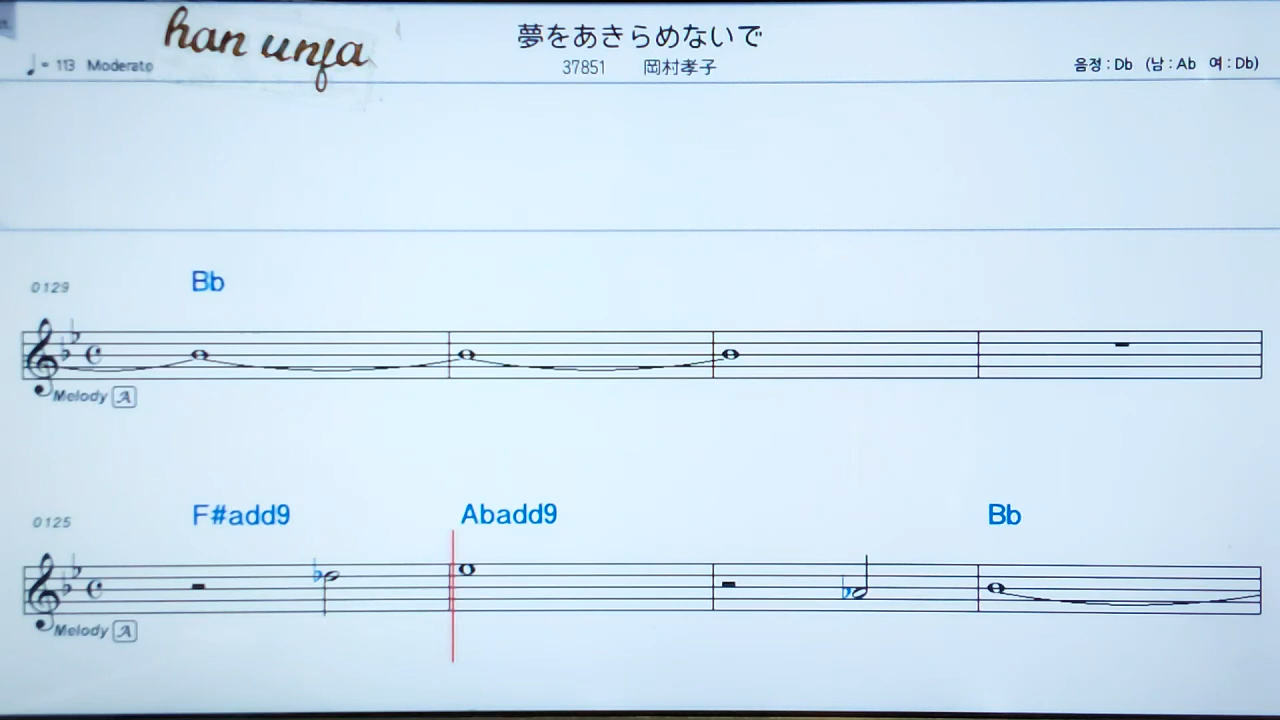 han unfa
夢をあきらめないで
♩= 113 Moderato
37851 岡村孝子
음정 : Db (남 : Ab 여 : Db)
0129
Bb
Melody A
0125
F#add9 Abadd9 Bb
Melody A